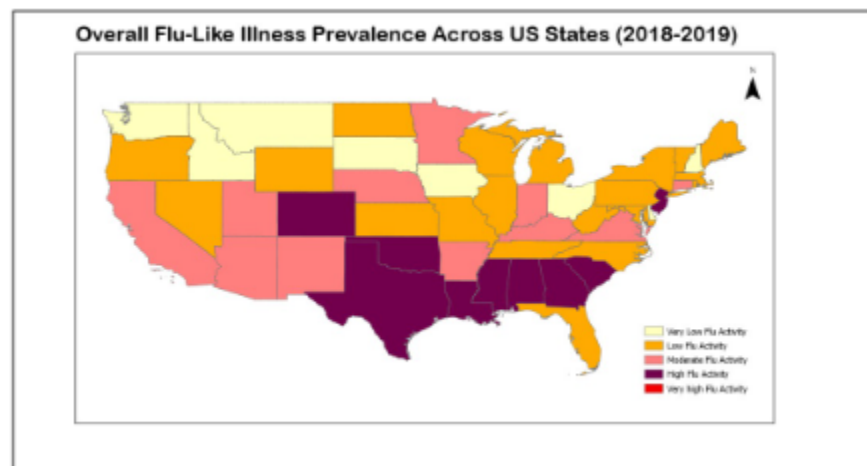 Overall Flu-Like Illness Prevalence Across US States (2018-2019)
N
Very Low Flu Activity
Low Flu Activity
Moderate Flu Activity
High Flu Activity
Very high Flu Activity